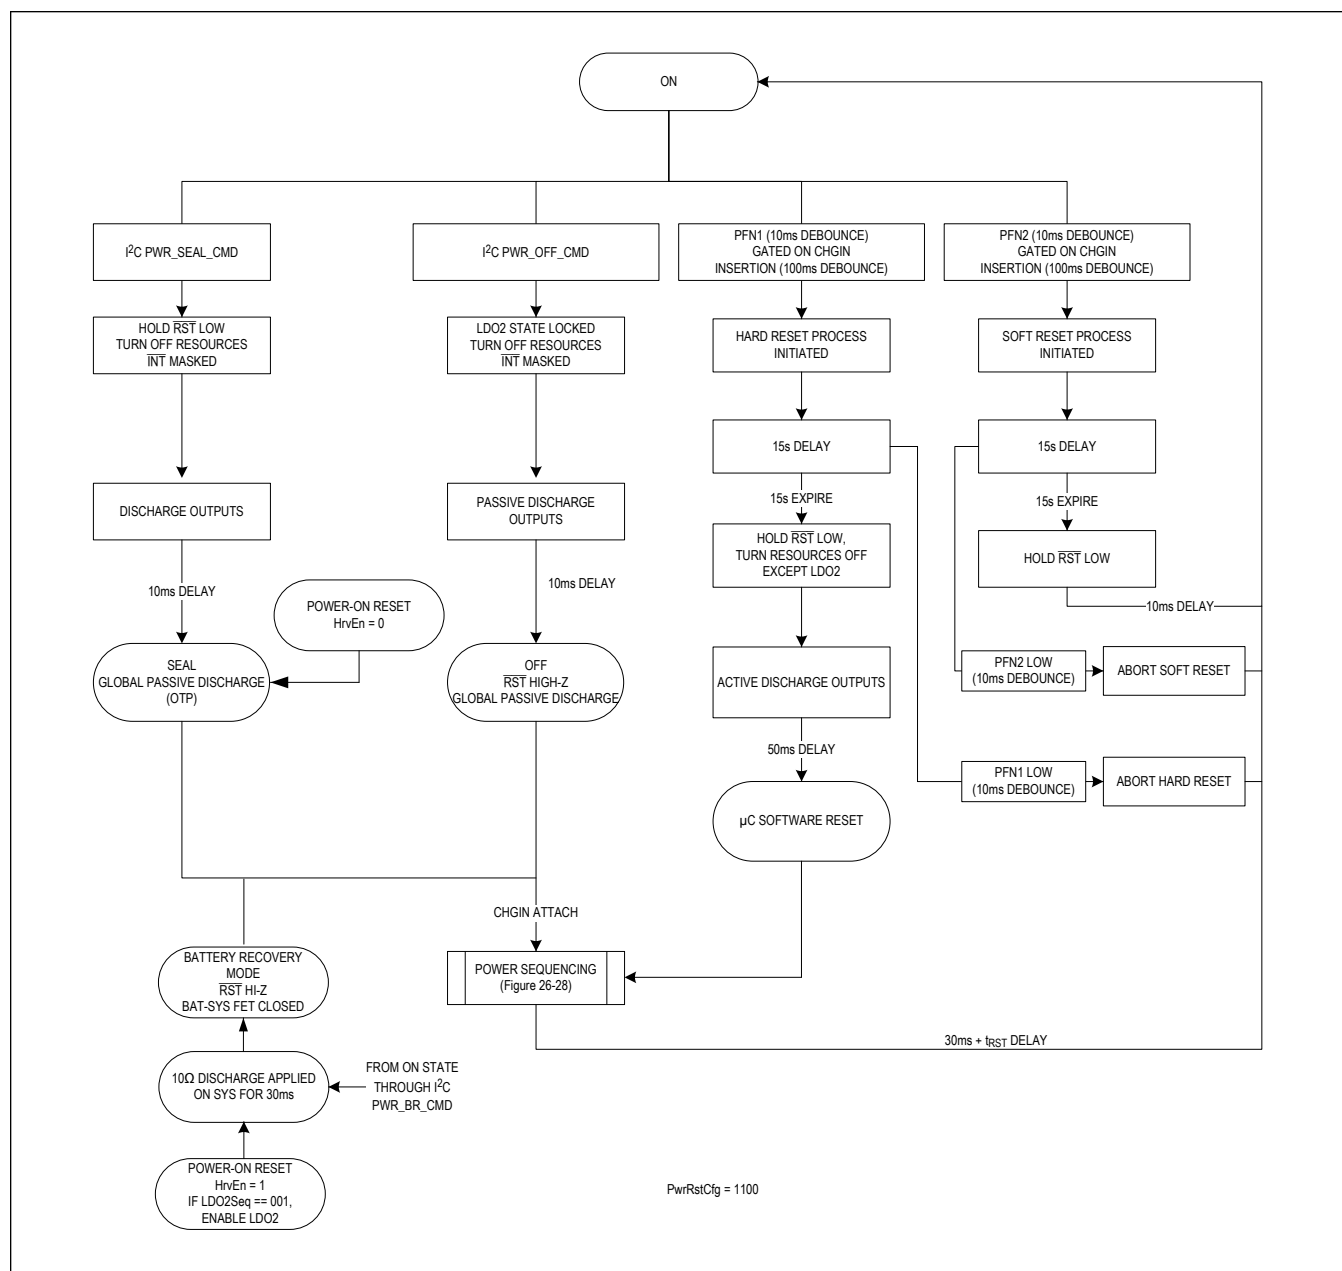 ON
I²C PWR_SEAL_CMD
HOLD R̅S̅T̅ LOW
TURN OFF RESOURCES
I̅N̅T̅ MASKED
DISCHARGE OUTPUTS
10ms DELAY
SEAL
GLOBAL PASSIVE DISCHARGE
(OTP)
POWER-ON RESET
HrvEn = 0
I²C PWR_OFF_CMD
LDO2 STATE LOCKED
TURN OFF RESOURCES
I̅N̅T̅ MASKED
PASSIVE DISCHARGE
OUTPUTS
10ms DELAY
OFF
R̅S̅T̅ HIGH-Z
GLOBAL PASSIVE DISCHARGE
PFN1 (10ms DEBOUNCE)
GATED ON CHGIN
INSERTION (100ms DEBOUNCE)
HARD RESET PROCESS
INITIATED
15s DELAY
15s EXPIRE
HOLD R̅S̅T̅ LOW,
TURN RESOURCES OFF
EXCEPT LDO2
ACTIVE DISCHARGE OUTPUTS
50ms DELAY
µC SOFTWARE RESET
PFN2 (10ms DEBOUNCE)
GATED ON CHGIN
INSERTION (100ms DEBOUNCE)
SOFT RESET PROCESS
INITIATED
15s DELAY
15s EXPIRE
HOLD R̅S̅T̅ LOW
10ms DELAY
PFN2 LOW
(10ms DEBOUNCE)
ABORT SOFT RESET
PFN1 LOW
(10ms DEBOUNCE)
ABORT HARD RESET
CHGIN ATTACH
POWER SEQUENCING
(Figure 26-28)
30ms + tRST DELAY
BATTERY RECOVERY
MODE
R̅S̅T̅ HI-Z
BAT-SYS FET CLOSED
10Ω DISCHARGE APPLIED
ON SYS FOR 30ms
FROM ON STATE
THROUGH I²C
PWR_BR_CMD
POWER-ON RESET
HrvEn = 1
IF LDO2Seq == 001,
ENABLE LDO2
PwrRstCfg = 1100